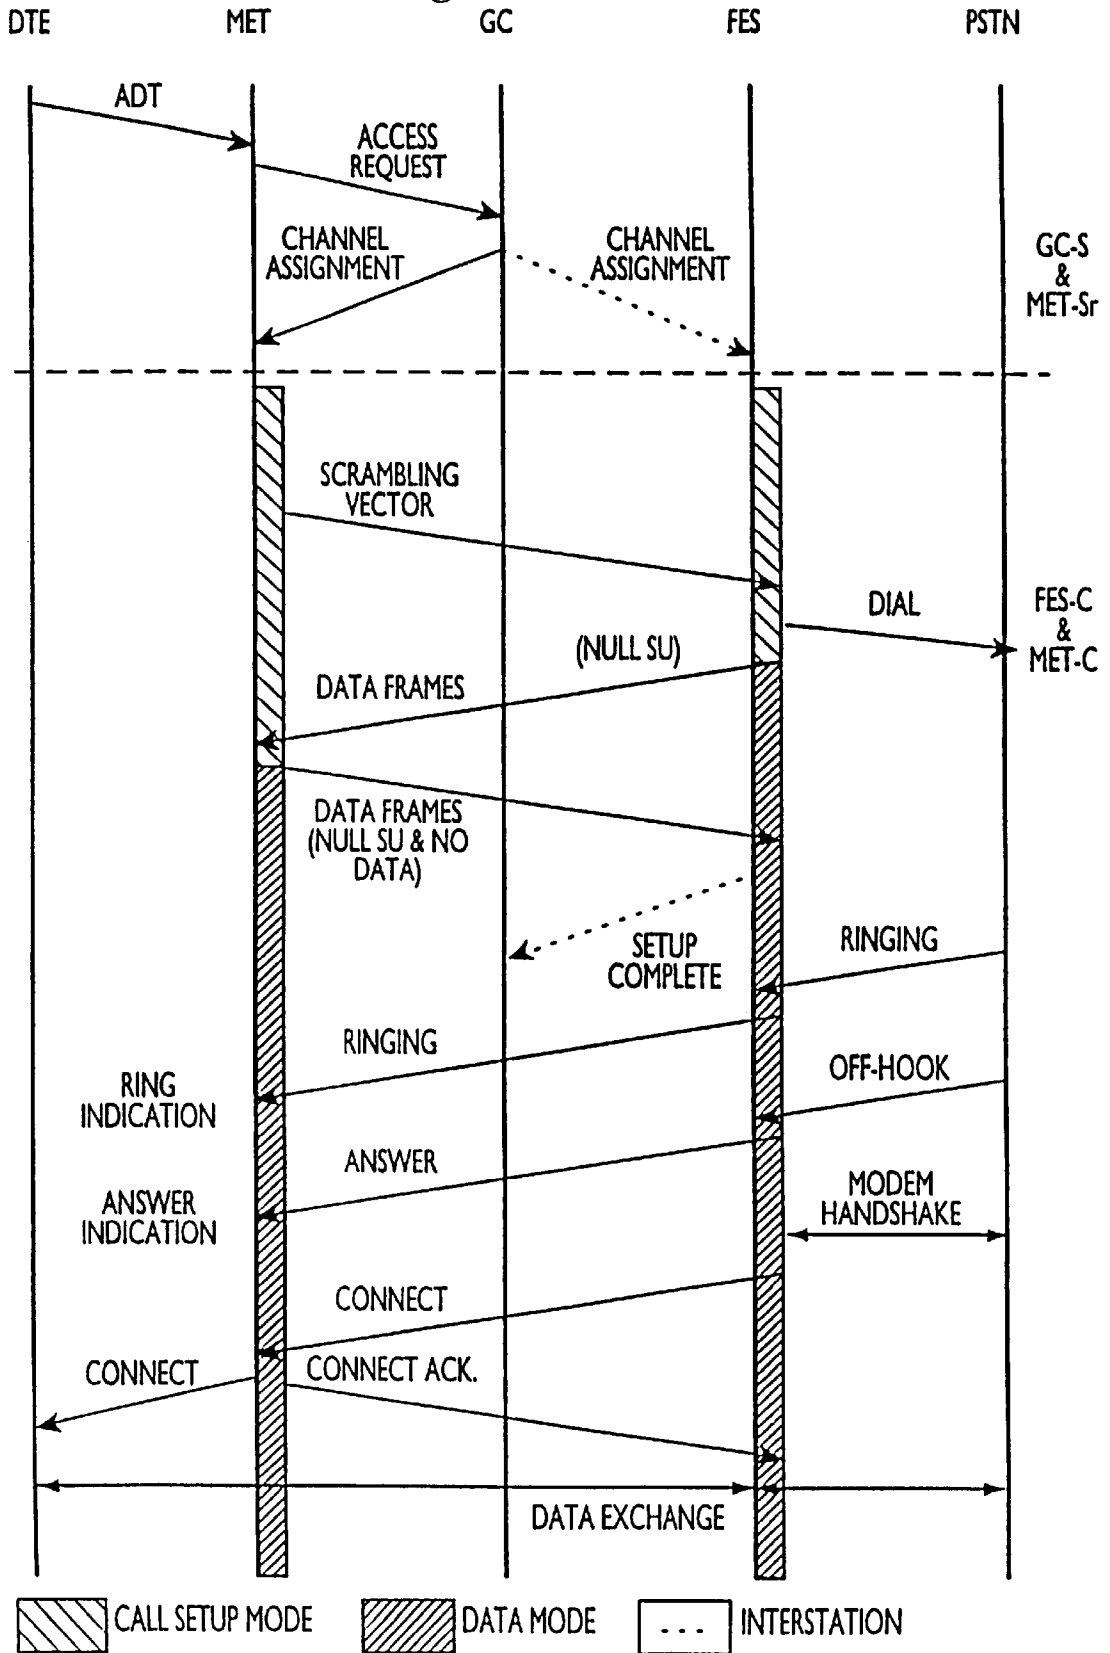 DTE MET GC FES PSTN
ADT
ACCESS
REQUEST
CHANNEL
ASSIGNMENT
CHANNEL
ASSIGNMENT
GC-S
&
MET-Sr
SCRAMBLING
VECTOR
DIAL
FES-C
&
MET-C
(NULL SU)
DATA FRAMES
DATA FRAMES
(NULL SU & NO
DATA)
SETUP
COMPLETE
RINGING
RINGING
RING
INDICATION
OFF-HOOK
ANSWER
ANSWER
INDICATION
MODEM
HANDSHAKE
CONNECT
CONNECT
CONNECT ACK.
DATA EXCHANGE
CALL SETUP MODE DATA MODE INTERSTATION